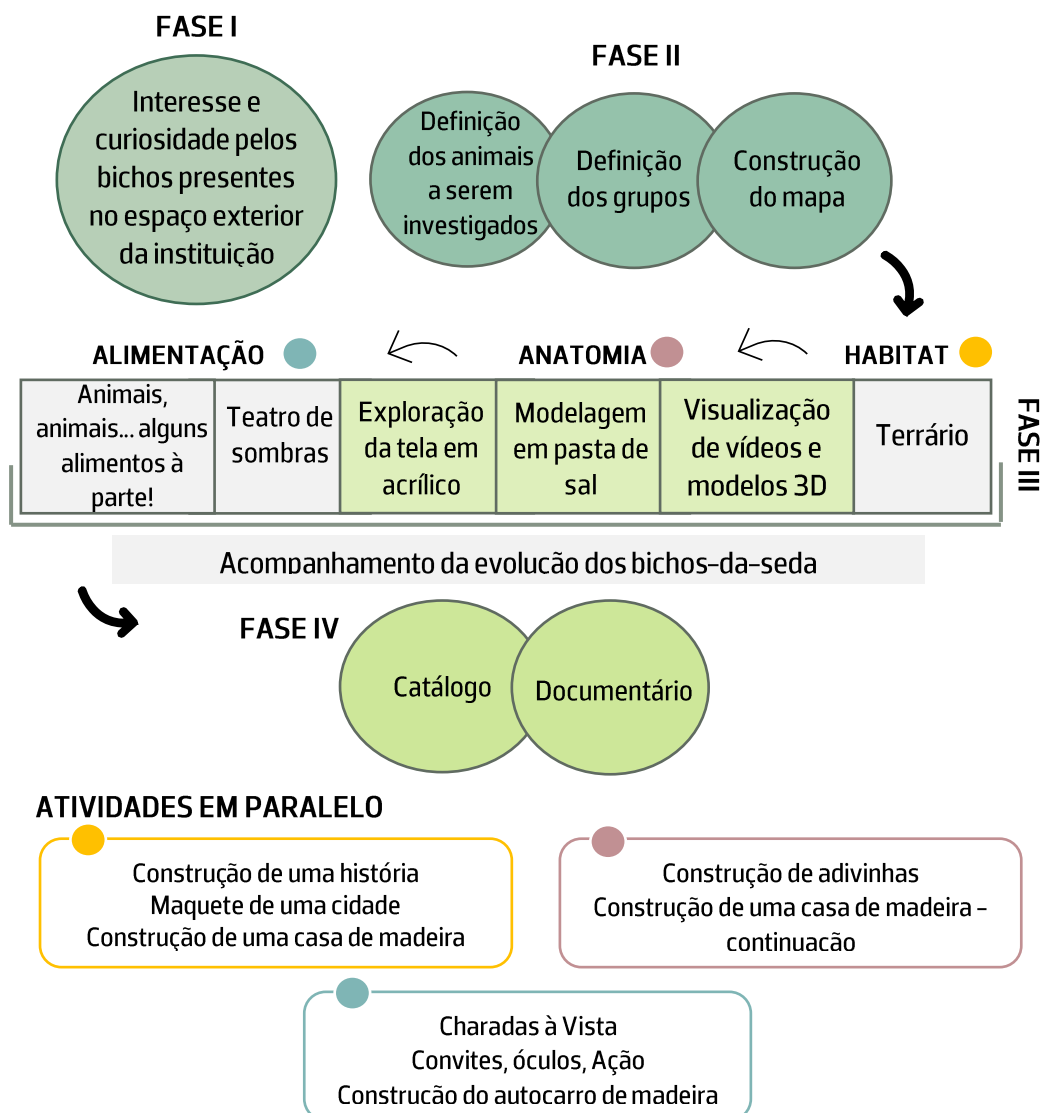 FASE I
Interesse e
curiosidade pelos
bichos presentes
no espaço exterior
da instituição
FASE II
Definição
dos animais
a serem
investigados
Definição
dos grupos
Construção
do mapa
ALIMENTAÇÃO
ANATOMIA
HABITAT
Animais,
animais... alguns
alimentos à
parte!
Teatro de
sombras
Exploração
da tela em
acrílico
Modelagem
em pasta de
sal
Visualização
de vídeos e
modelos 3D
Terrário
FASE III
Acompanhamento da evolução dos bichos-da-seda
FASE IV
Catálogo
Documentário
ATIVIDADES EM PARALELO
Construção de uma história
Maquete de uma cidade
Construção de uma casa de madeira
Construção de adivinhas
Construção de uma casa de madeira -
continuação
Charadas à Vista
Convites, óculos, Ação
Construção do autocarro de madeira